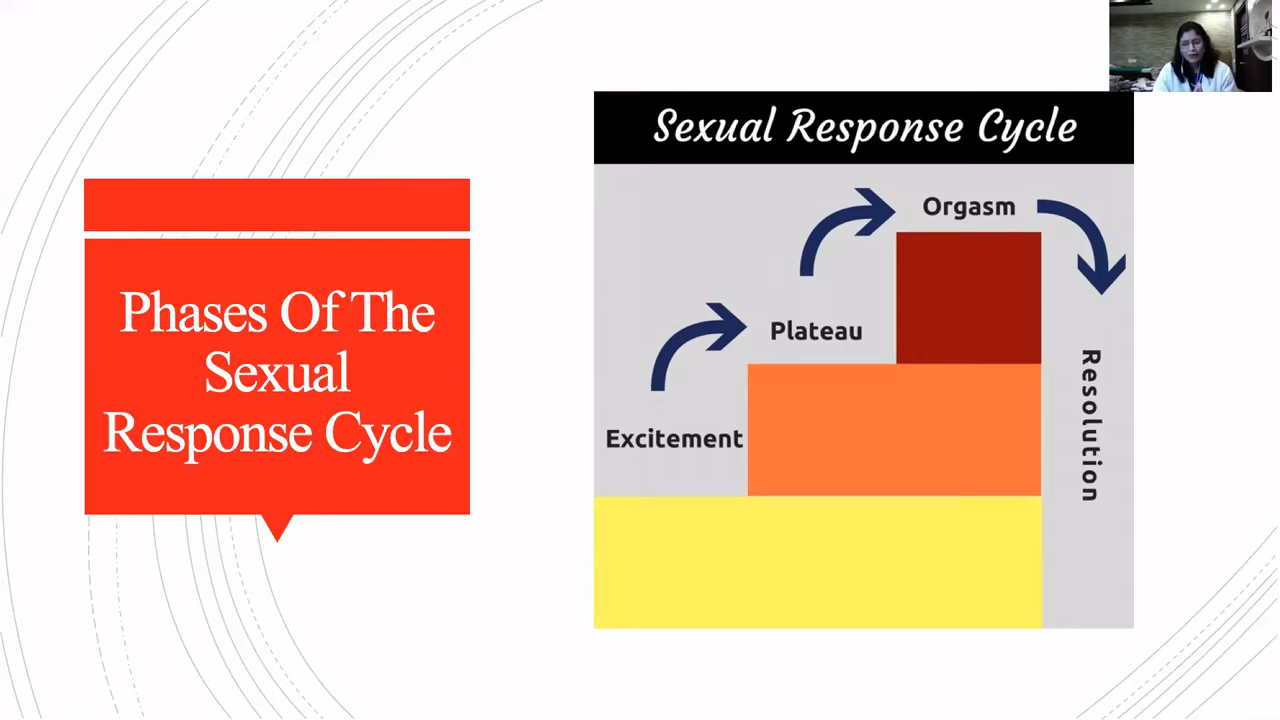 Phases Of The
Sexual
Response Cycle
Sexual Response Cycle
Orgasm
Plateau
Excitement
Resolution